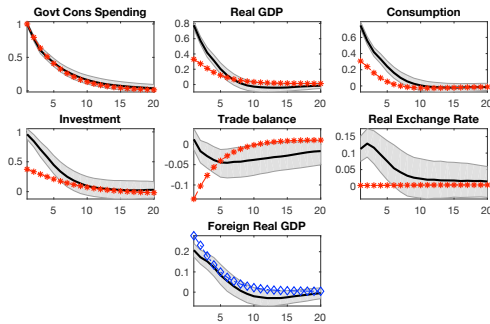 Govt Cons Spending
1
0.5
0
5 10 15 20
Real GDP
0.8
0.6
0.4
0.2
0
5 10 15 20
Consumption
0.6
0.4
0.2
0
5 10 15 20
Investment
1
0.5
0
5 10 15 20
Trade balance
0
-0.05
-0.1
5 10 15 20
Real Exchange Rate
0.15
0.1
0.05
0
5 10 15 20
Foreign Real GDP
0.2
0.1
0
5 10 15 20